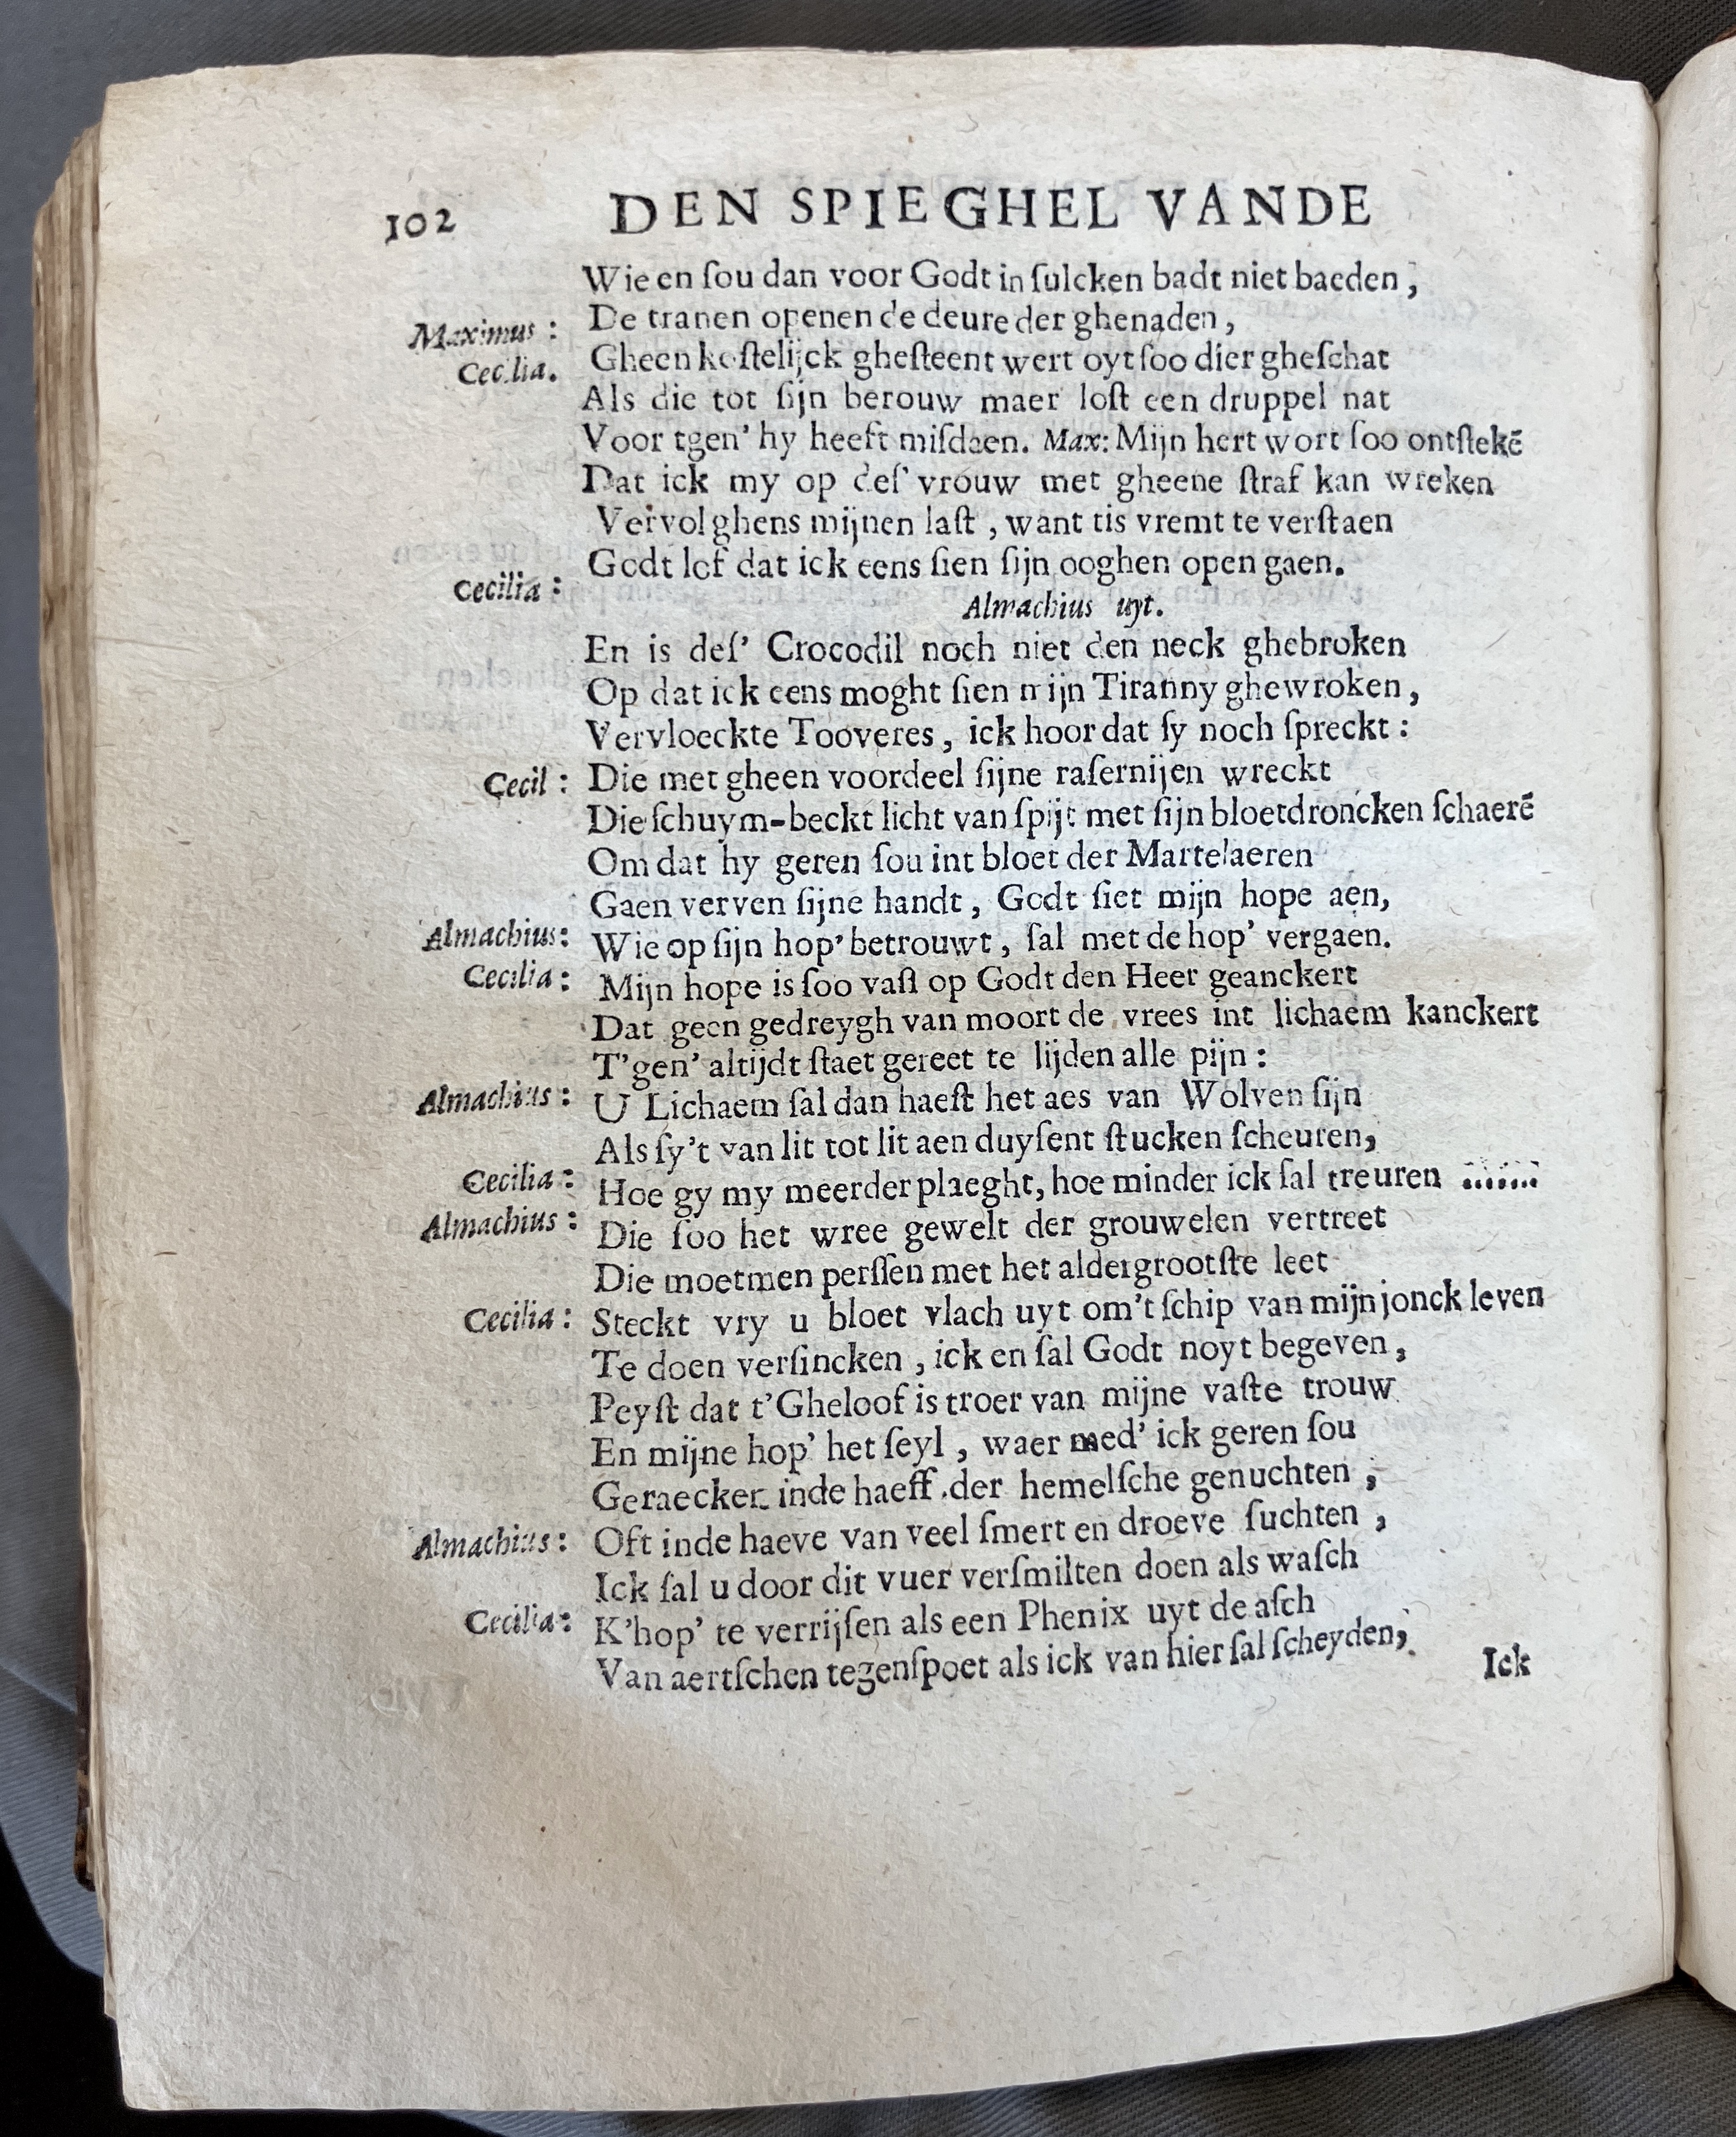 102 DEN SPIEGHEL VANDE
Wie en ſou dan voor Godt in ſulcken badt niet baeden,
Maximus: De tranen openen de deure der ghenaden,
Cecilia. Gheen koſtelijck gheſteent wert oyt ſoo dier gheſchat
Als die tot ſijn berouw maer loſt een druppel nat
Voor tgen' hy heeft miſdaen. Max: Mijn hert wort ſoo ontſtekē
Dat ick my op deſ' vrouw met gheene ſtraf kan wreken
Vervolghens mijnen laſt, want tis vremt te verſtaen
Cecilia: Godt lof dat ick eens ſien ſijn ooghen open gaen.
Almachius uyt.
En is deſ' Crocodil noch niet den neck ghebroken
Op dat ick eens moght ſien mijn Tiranny ghewroken,
Vervloeckte Tooveres, ick hoor dat ſy noch ſpreckt:
Cecil: Die met gheen voordeel ſijne raſernijen wreckt
Die ſchuym-beckt licht van ſpijt met ſijn bloetdroncken ſchaerē
Om dat hy geren ſou int bloet der Martelaeren
Gaen verven ſijne handt, Godt ſiet mijn hope aen,
Almachius: Wie op ſijn hop' betrouwt, ſal met de hop' vergaen.
Cecilia: Mijn hope is ſoo vaſt op Godt den Heer geanckert
Dat geen gedreygh van moort de vrees int lichaem kanckert
T'gen' altijdt ſtaet gereet te lijden alle pijn:
Almachius: U Lichaem ſal dan haeſt het aes van Wolven ſijn
Als ſy't van lit tot lit aen duyſent ſtucken ſcheuren,
Cecilia: Hoe gy my meerder plaeght, hoe minder ick ſal treuren .......
Almachius: Die ſoo het wree gewelt der grouwelen vertreet
Die moetmen perſſen met het aldergrootſte leet
Cecilia: Steckt vry u bloet vlach uyt om't ſchip van mijn jonck leven
Te doen verſincken, ick en ſal Godt noyt begeven,
Peyſt dat t'Gheloof is troer van mijne vaſte trouw
En mijne hop' het ſeyl, waer med' ick geren ſou
Geraecken inde haeff der hemelſche genuchten,
Almachius: Oft inde haeve van veel ſmert en droeve ſuchten,
Ick ſal u door dit vuer verſmilten doen als waſch
Cecilia: K'hop' te verrijſen als een Phenix uyt de aſch
Van aertſchen tegenſpoet als ick van hier ſal ſcheyden,
Ick